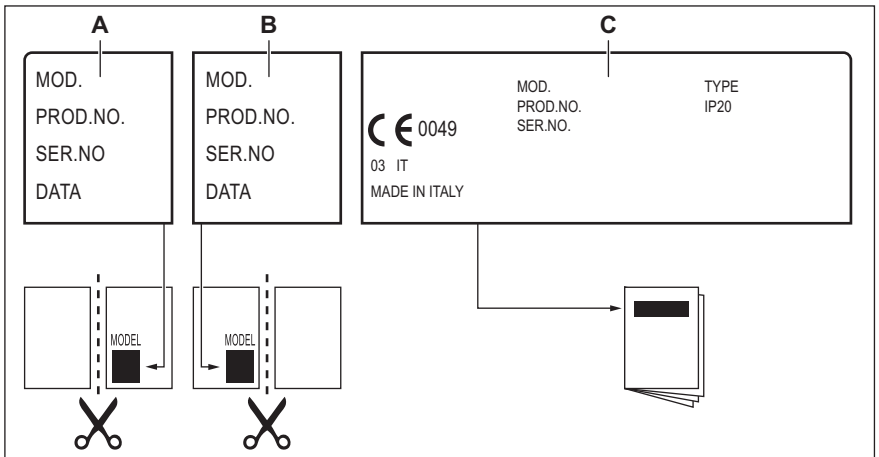 A
B
C
MOD.
PROD.NO.
SER.NO
DATA
MOD.
PROD.NO.
SER.NO
DATA
MOD.
PROD.NO.
SER.NO.
TYPE
IP20
CE 0049
03 IT
MADE IN ITALY
MODEL
MODEL